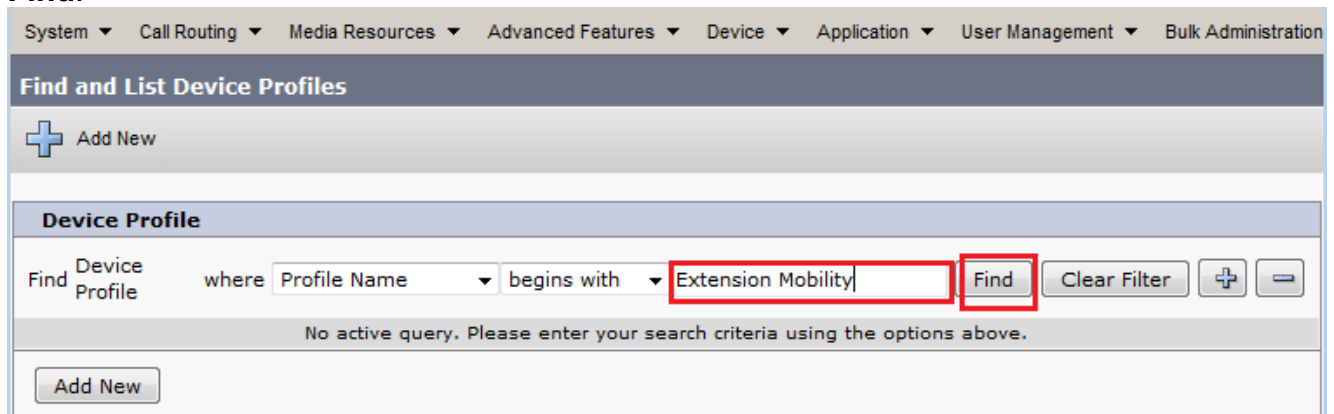 System Call Routing Media Resources Advanced Features Device Application User Management Bulk Administration
Find and List Device Profiles
Add New
Device Profile
Find Device Profile where Profile Name begins with Extension Mobility Find Clear Filter
No active query. Please enter your search criteria using the options above.
Add New